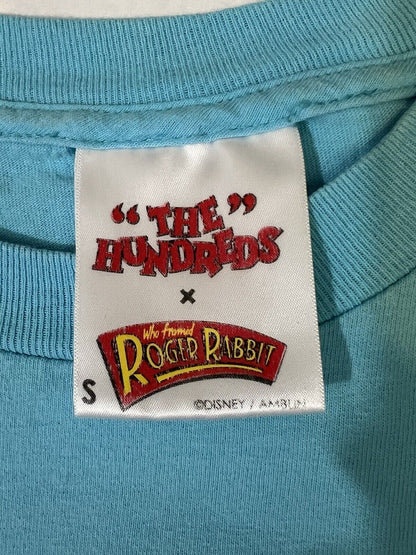 “THE”
HUNDREDS
×
Who framed
ROGER RABBIT
S
©DISNEY / AMBLIN